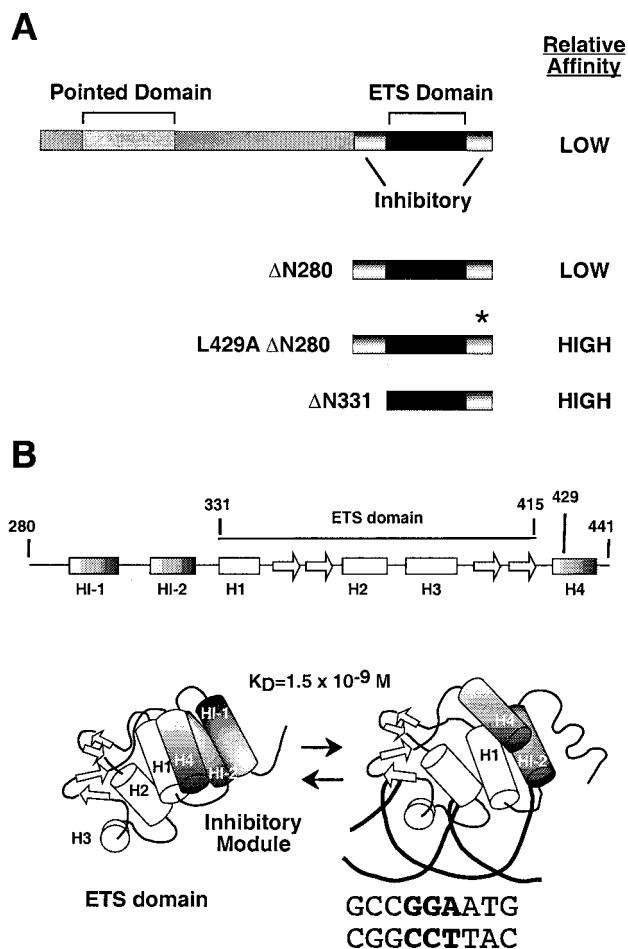 A
Relative
Affinity
Pointed Domain
ETS Domain
LOW
Inhibitory
ΔN280
LOW
*
L429A ΔN280
HIGH
ΔN331
HIGH
B
331
ETS domain
415
429
280
441
HI-1
HI-2
H1
H2
H3
H4
KD=1.5 x 10-9 M
HI-1
H4
H1
HI-2
H2
H3
Inhibitory
Module
ETS domain
H4
H1
HI-2
GCCGGAATG
CGGCCTTAC